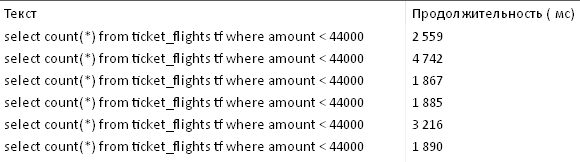 Текст Продолжительность ( мс)
select count(*) from ticket_flights tf where amount < 44000 2 559
select count(*) from ticket_flights tf where amount < 44000 4 742
select count(*) from ticket_flights tf where amount < 44000 1 867
select count(*) from ticket_flights tf where amount < 44000 1 885
select count(*) from ticket_flights tf where amount < 44000 3 216
select count(*) from ticket_flights tf where amount < 44000 1 890